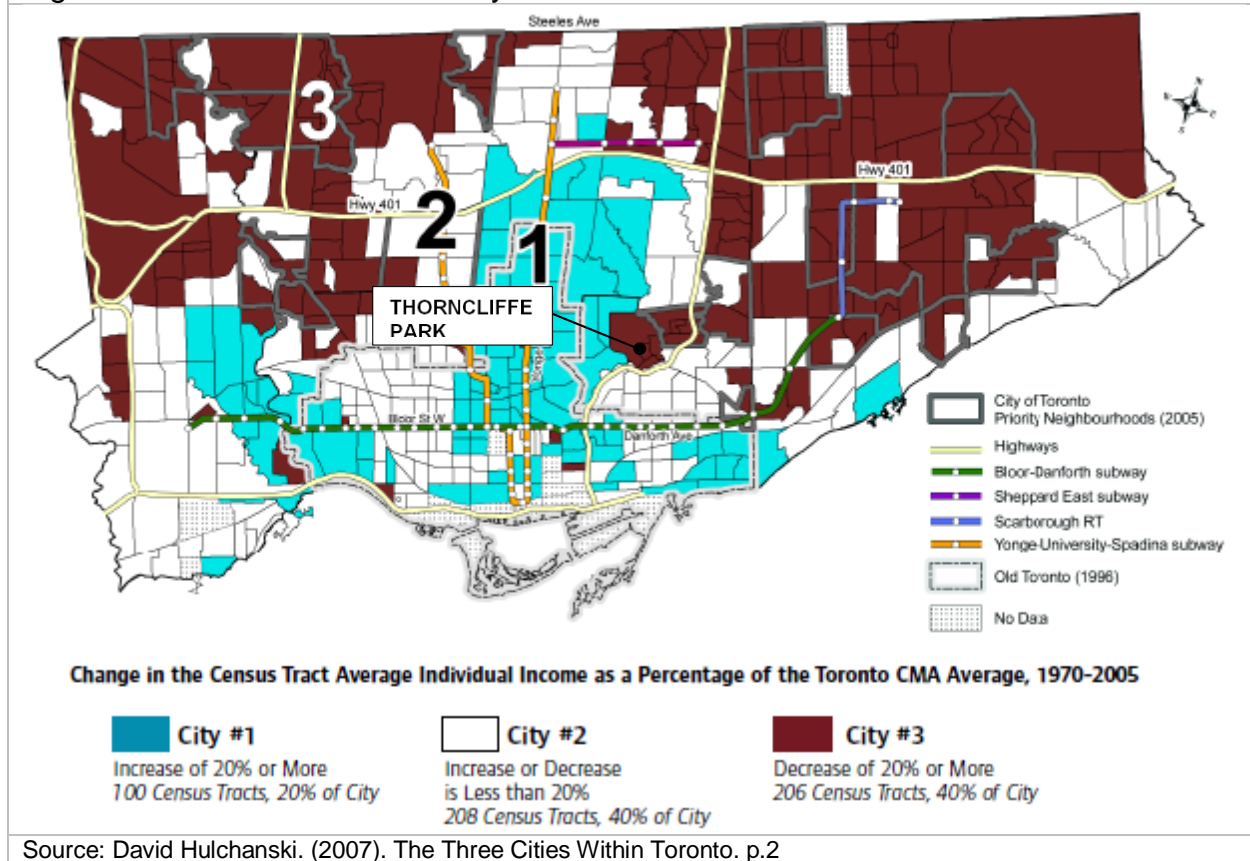 Steeles Ave
3
Hwy 401
Hwy 401
2
1
THORNCLIFFE
PARK
Bloor St W
Danforth Ave
City of Toronto
Priority Neighbourhoods (2005)
Highways
Bloor-Danforth subway
Sheppard East subway
Scarborough RT
Yonge-University-Spadina subway
Old Toronto (1996)
No Data
Change in the Census Tract Average Individual Income as a Percentage of the Toronto CMA Average, 1970-2005
City #1
Increase of 20% or More
100 Census Tracts, 20% of City
City #2
Increase or Decrease
is Less than 20%
208 Census Tracts, 40% of City
City #3
Decrease of 20% or More
206 Census Tracts, 40% of City
Source: David Hulchanski. (2007). The Three Cities Within Toronto. p.2